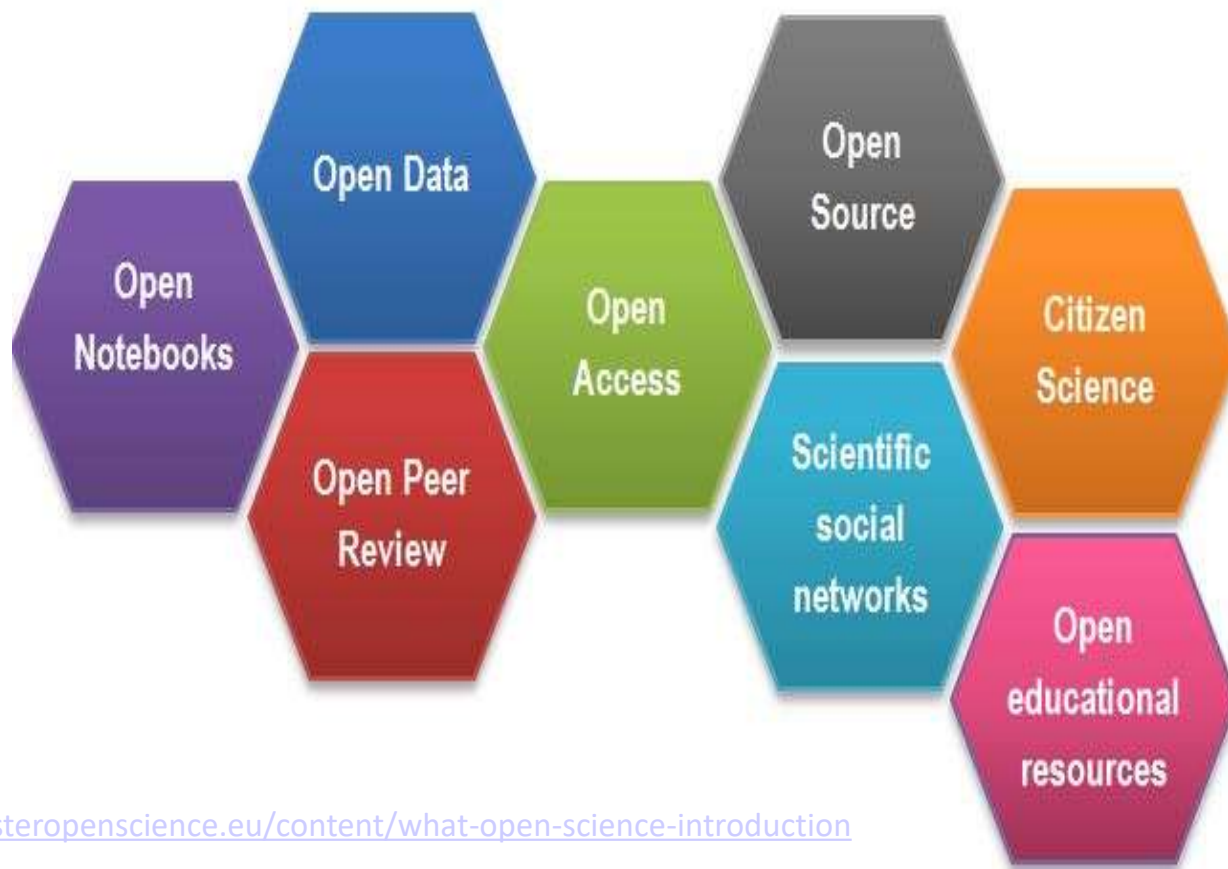 Open Data
Open
Source
Open
Notebooks
Open
Access
Citizen
Science
Open Peer
Review
Scientific
social
networks
Open
educational
resources
steropenscience.eu/content/what-open-science-introduction